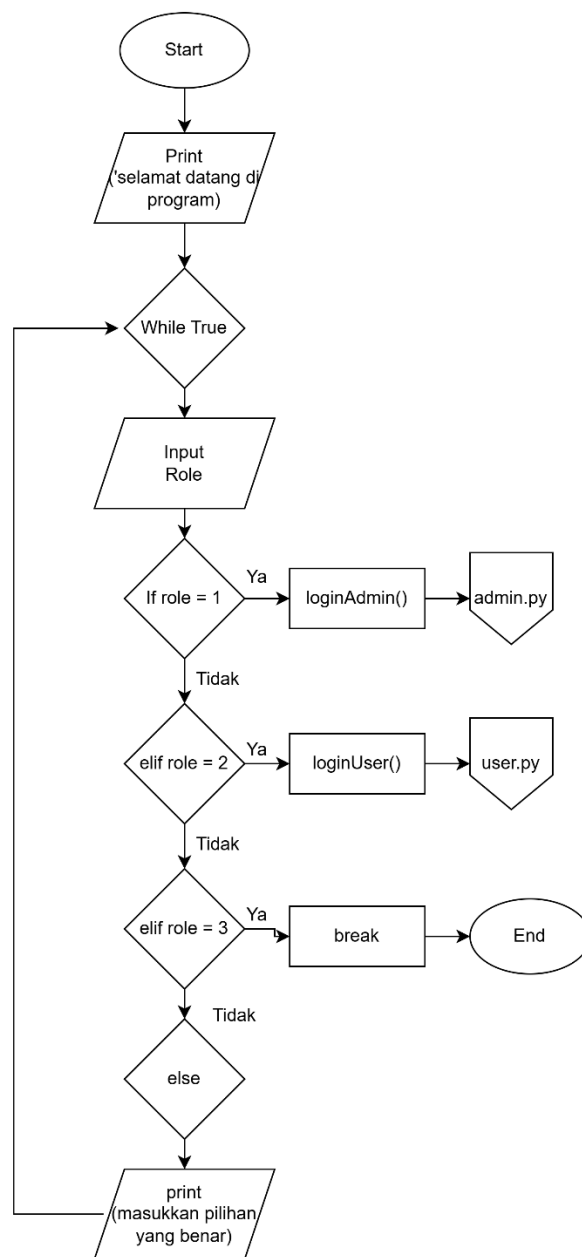 Start
Print
('selamat datang di
program)
While True
Input
Role
If role = 1
Ya
loginAdmin()
admin.py
Tidak
elif role = 2
Ya
loginUser()
user.py
Tidak
elif role = 3
Ya
break
End
Tidak
else
print
(masukkan pilihan
yang benar)